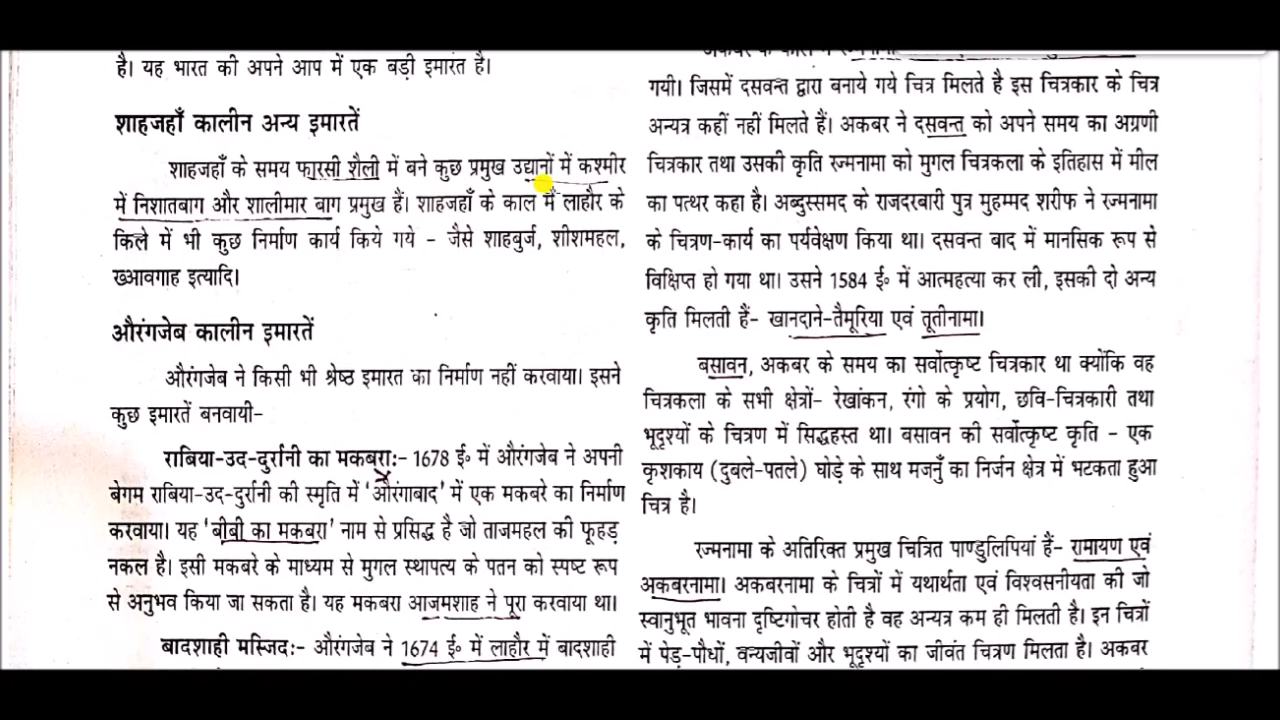 है। यह भारत की अपने आप में एक बड़ी इमारत है।
शाहजहाँ कालीन अन्य इमारतें
शाहजहाँ के समय फारसी शैली में बने कुछ प्रमुख उद्यानों में कश्मीर
में निशातबाग और शालीमार बाग प्रमुख हैं। शाहजहाँ के काल में लाहौर के
किले में भी कुछ निर्माण कार्य किये गये - जैसे शाहबुर्ज, शीशमहल,
ख्आवगाह इत्यादि।
औरंगजेब कालीन इमारतें
औरंगजेब ने किसी भी श्रेष्ठ इमारत का निर्माण नहीं करवाया। इसने
कुछ इमारतें बनवायी-
राबिया-उद-दुर्रानी का मकबराः- 1678 ई० में औरंगजेब ने अपनी
बेगम राबिया-उद-दुर्रानी की स्मृति में 'औरंगाबाद' में एक मकबरे का निर्माण
करवाया। यह 'बीबी का मकबरा' नाम से प्रसिद्ध है जो ताजमहल की फूहड़
नकल है। इसी मकबरे के माध्यम से मुगल स्थापत्य के पतन को स्पष्ट रूप
से अनुभव किया जा सकता है। यह मकबरा आजमशाह ने पूरा करवाया था।
बादशाही मस्जिदः- औरंगजेब ने 1674 ई० में लाहौर में बादशाही
गयी। जिसमें दसवन्त द्वारा बनाये गये चित्र मिलते है इस चित्रकार के चित्र
अन्यत्र कहीं नहीं मिलते हैं। अकबर ने दसवन्त को अपने समय का अग्रणी
चित्रकार तथा उसकी कृति रज्मनामा को मुगल चित्रकला के इतिहास में मील
का पत्थर कहा है। अब्दुस्समद के राजदरबारी पुत्र मुहम्मद शरीफ ने रज्मनामा
के चित्रण-कार्य का पर्यवेक्षण किया था। दसवन्त बाद में मानसिक रूप से
विक्षिप्त हो गया था। उसने 1584 ई० में आत्महत्या कर ली, इसकी दो अन्य
कृति मिलती हैं- खानदाने-तैमूरिया एवं तूतीनामा।
बसावन, अकबर के समय का सर्वोत्कृष्ट चित्रकार था क्योंकि वह
चित्रकला के सभी क्षेत्रों- रेखांकन, रंगो के प्रयोग, छवि-चित्रकारी तथा
भूदृश्यों के चित्रण में सिद्धहस्त था। बसावन की सर्वोत्कृष्ट कृति - एक
कृशकाय (दुबले-पतले) घोड़े के साथ मजनुँ का निर्जन क्षेत्र में भटकता हुआ
चित्र है।
रज्मनामा के अतिरिक्त प्रमुख चित्रित पाण्डुलिपियां हैं- रामायण एवं
अकबरनामा। अकबरनामा के चित्रों में यथार्थता एवं विश्वसनीयता की जो
स्वानुभूत भावना दृष्टिगोचर होती है वह अन्यत्र कम ही मिलती है। इन चित्रों
में पेड़-पौधों, वन्यजीवों और भूदृश्यों का जीवंत चित्रण मिलता है। अकबर